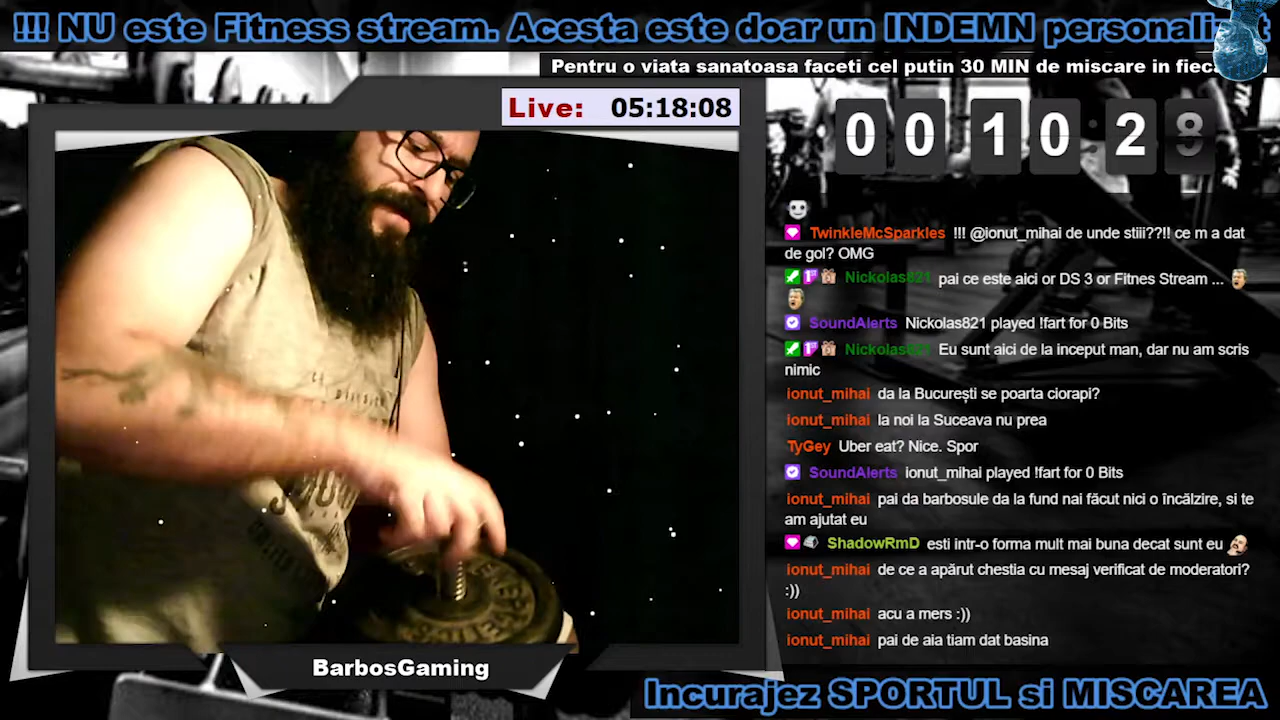 !!! NU este Fitness stream. Acesta este doar un INDEMN personaliz t
Pentru o viata sanatoasa faceti cel putin 30 MIN de miscare in fiec
Live: 05:18:08
00 10 2
TwinkleMcSparkles !!! @ionut_mihai de unde stiii??!! ce m a dat
de gol? OMG
Nickolas821 pai ce este aici or DS 3 or Fitnes Stream ...
SoundAlerts Nickolas821 played !fart for 0 Bits
Nickolas821 Eu sunt aici de la inceput man, dar nu am scris
nimic
ionut_mihai da la București se poarta ciorapi?
ionut_mihai la noi la Suceava nu prea
TyGey Uber eat? Nice. Spor
SoundAlerts ionut_mihai played !fart for 0 Bits
ionut_mihai pai da barbosule da la fund nai făcut nici o încălzire, si te
am ajutat eu
ShadowRmD esti intr-o forma mult mai buna decat sunt eu
ionut_mihai de ce a apărut chestia cu mesaj verificat de moderatori?
:))
ionut_mihai acu a mers :))
ionut_mihai pai de aia tiam dat basina
BarbosGaming
Incurajez SPORTUL si MISCAREA